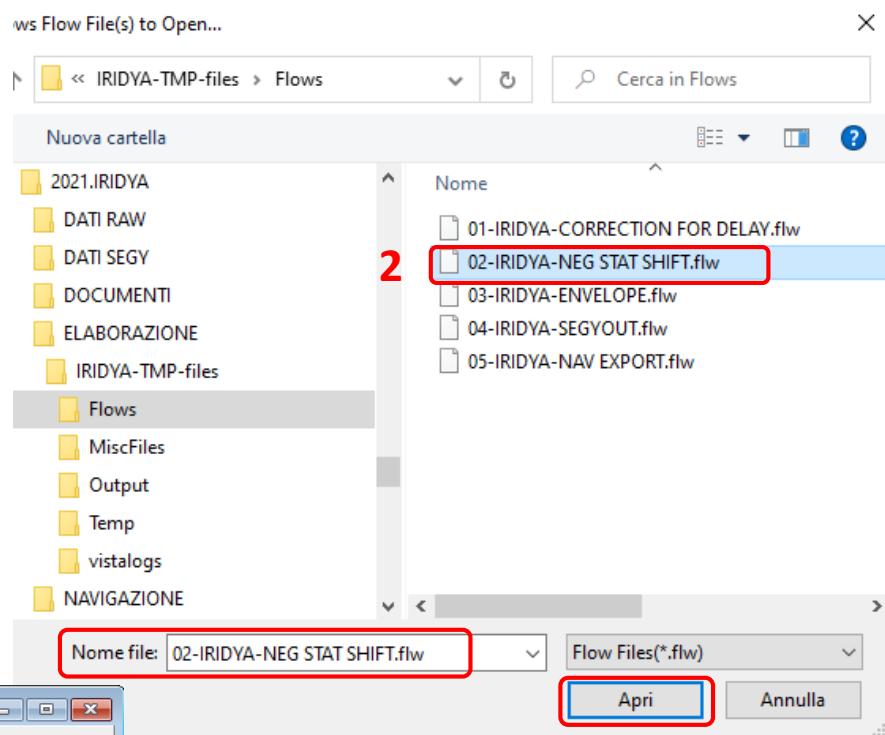 ws Flow File(s) to Open...
« IRIDYA-TMP-files > Flows
Cerca in Flows
Nuova cartella
2021.IRIDYA
DATI RAW
DATI SEGY
DOCUMENTI
ELABORAZIONE
IRIDYA-TMP-files
Flows
MiscFiles
Output
Temp
vistalogs
NAVIGAZIONE
Nome
01-IRIDYA-CORRECTION FOR DELAY.flw
2
02-IRIDYA-NEG STAT SHIFT.flw
03-IRIDYA-ENVELOPE.flw
04-IRIDYA-SEGYOUT.flw
05-IRIDYA-NAV EXPORT.flw
Nome file: 02-IRIDYA-NEG STAT SHIFT.flw
Flow Files(*.flw)
Apri
Annulla